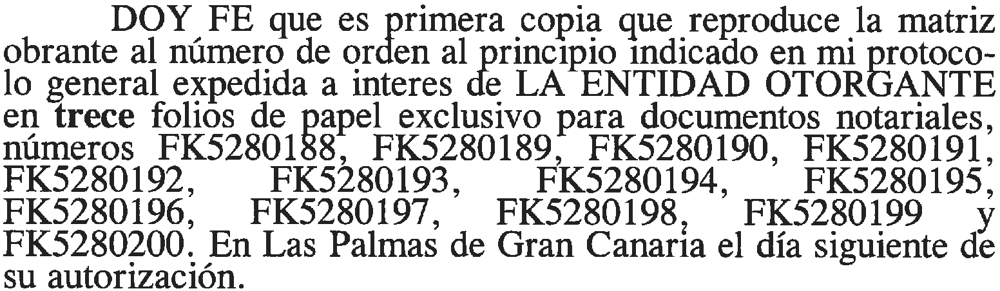 DOY FE que es primera copia que reproduce la matriz
obrante al número de orden al principio indicado en mi protoco-
lo general expedida a interes de LA ENTIDAD OTORGANTE
en trece folios de papel exclusivo para documentos notariales,
números FK5280188, FK5280189, FK5280190, FK5280191,
FK5280192, FK5280193, FK5280194, FK5280195,
FK5280196, FK5280197, FK5280198, FK5280199 y
FK5280200. En Las Palmas de Gran Canaria el día siguiente de
su autorización.